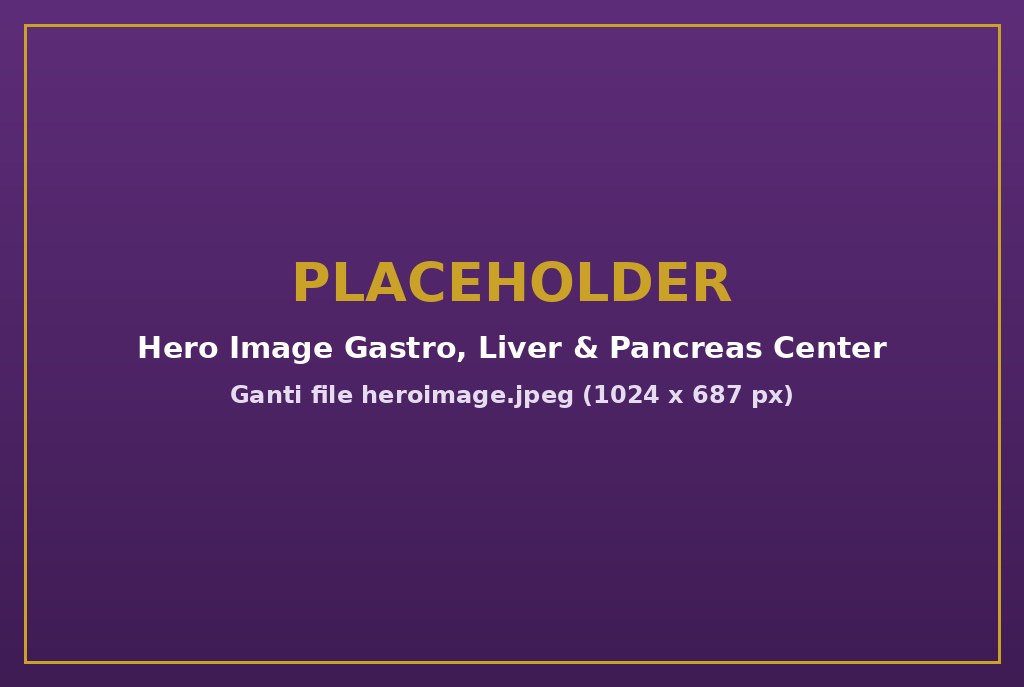 PLACEHOLDER
Hero Image Gastro, Liver & Pancreas Center
Ganti file heroimage.jpeg (1024 x 687 px)